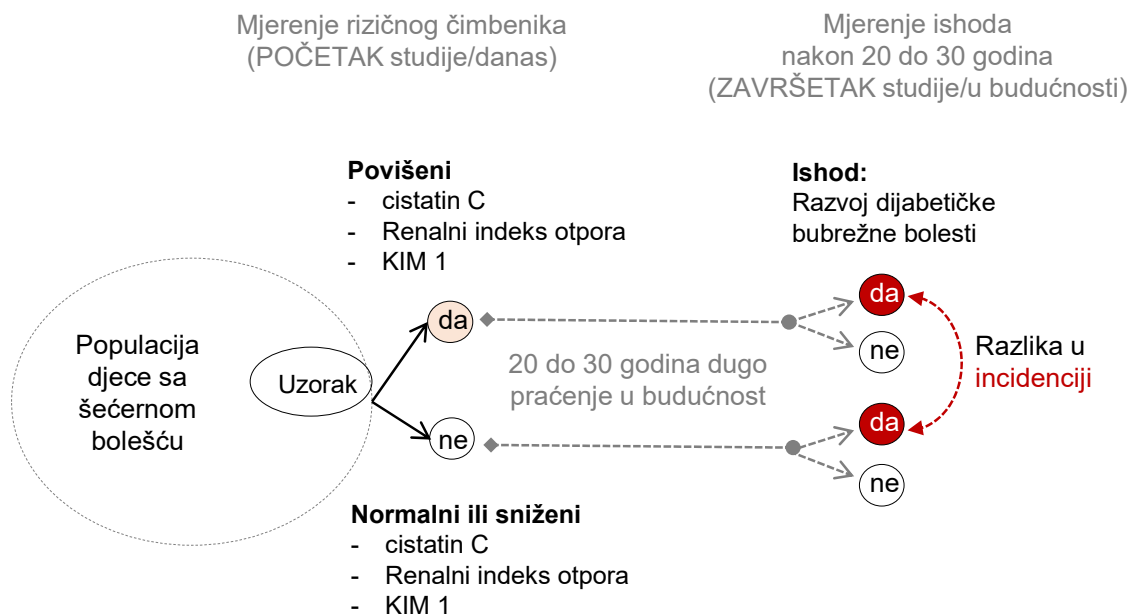 Mjerenje rizičnog čimbenika
(POČETAK studije/danas)
Mjerenje ishoda
nakon 20 do 30 godina
(ZAVRŠETAK studije/u budućnosti)
Povišeni
- cistatin C
- Renalni indeks otpora
- KIM 1
Ishod:
Razvoj dijabetičke
bubrežne bolesti
Populacija
djece sa
šećernom
bolešću
Uzorak
da
ne
20 do 30 godina dugo
praćenje u budućnost
da
ne
da
ne
Razlika u
incidenciji
Normalni ili sniženi
- cistatin C
- Renalni indeks otpora
- KIM 1